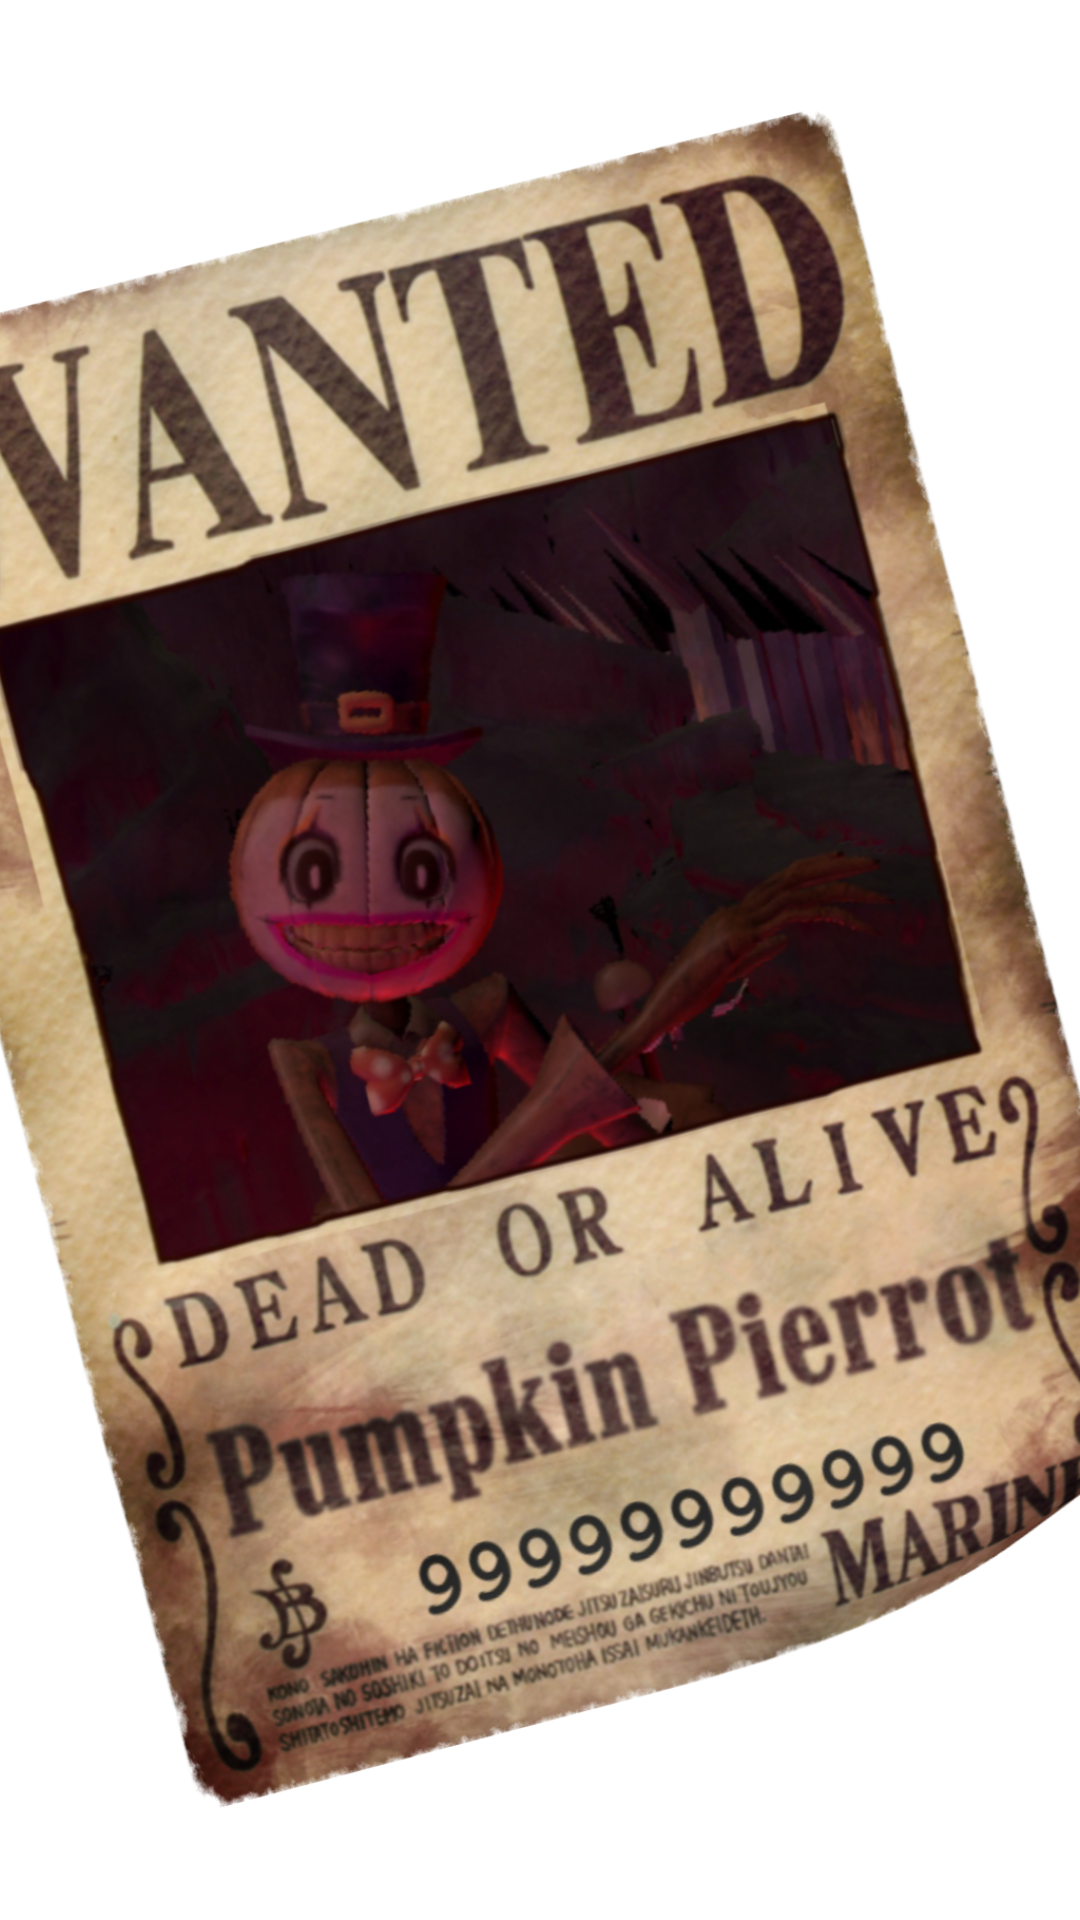 WANTED
DEAD OR ALIVE
Pumpkin Pierrot
99999999999
MARINE
KONO SAKUHIN HA FICTION DETHUNODE JITSUZAISURU JINBUTSU DANTAI
SONOTA NO SOSHIKI TO DOITSU NO MEISHOU GA GEKICHU NI TOUJYOU
SHITATOSHITEMO JITSUZAI NA MONOTOHA ISSAI MUKANKEIDETH.